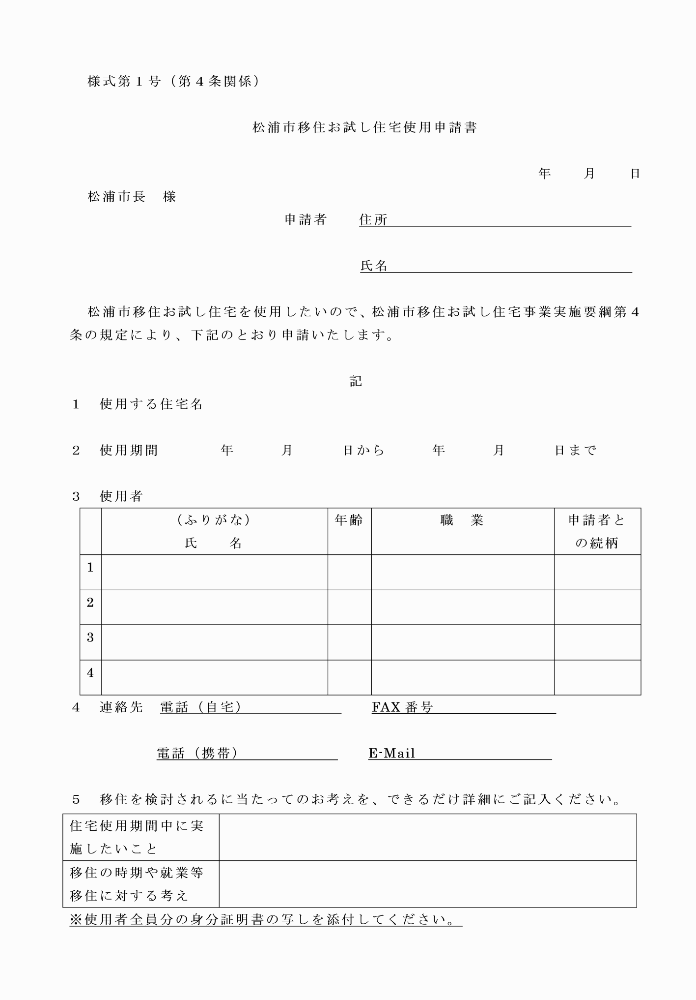 様式第1号（第4条関係）
松浦市移住お試し住宅使用申請書
年　　月　　日
松浦市長　様
申請者　　住所
氏名
松浦市移住お試し住宅を使用したいので、松浦市移住お試し住宅事業実施要綱第4
条の規定により、下記のとおり申請いたします。
記
1　使用する住宅名
2　使用期間　　　　年　　　月　　　日から　　　年　　　月　　　日まで
3　使用者
（ふりがな）　年齢　職　業　申請者と
氏　　名　の続柄
1
2
3
4
4　連絡先　電話（自宅）　　FAX番号
電話（携帯）　　E-Mail
5　移住を検討されるに当たってのお考えを、できるだけ詳細にご記入ください。
住宅使用期間中に実
施したいこと
移住の時期や就業等
移住に対する考え
※使用者全員分の身分証明書の写しを添付してください。